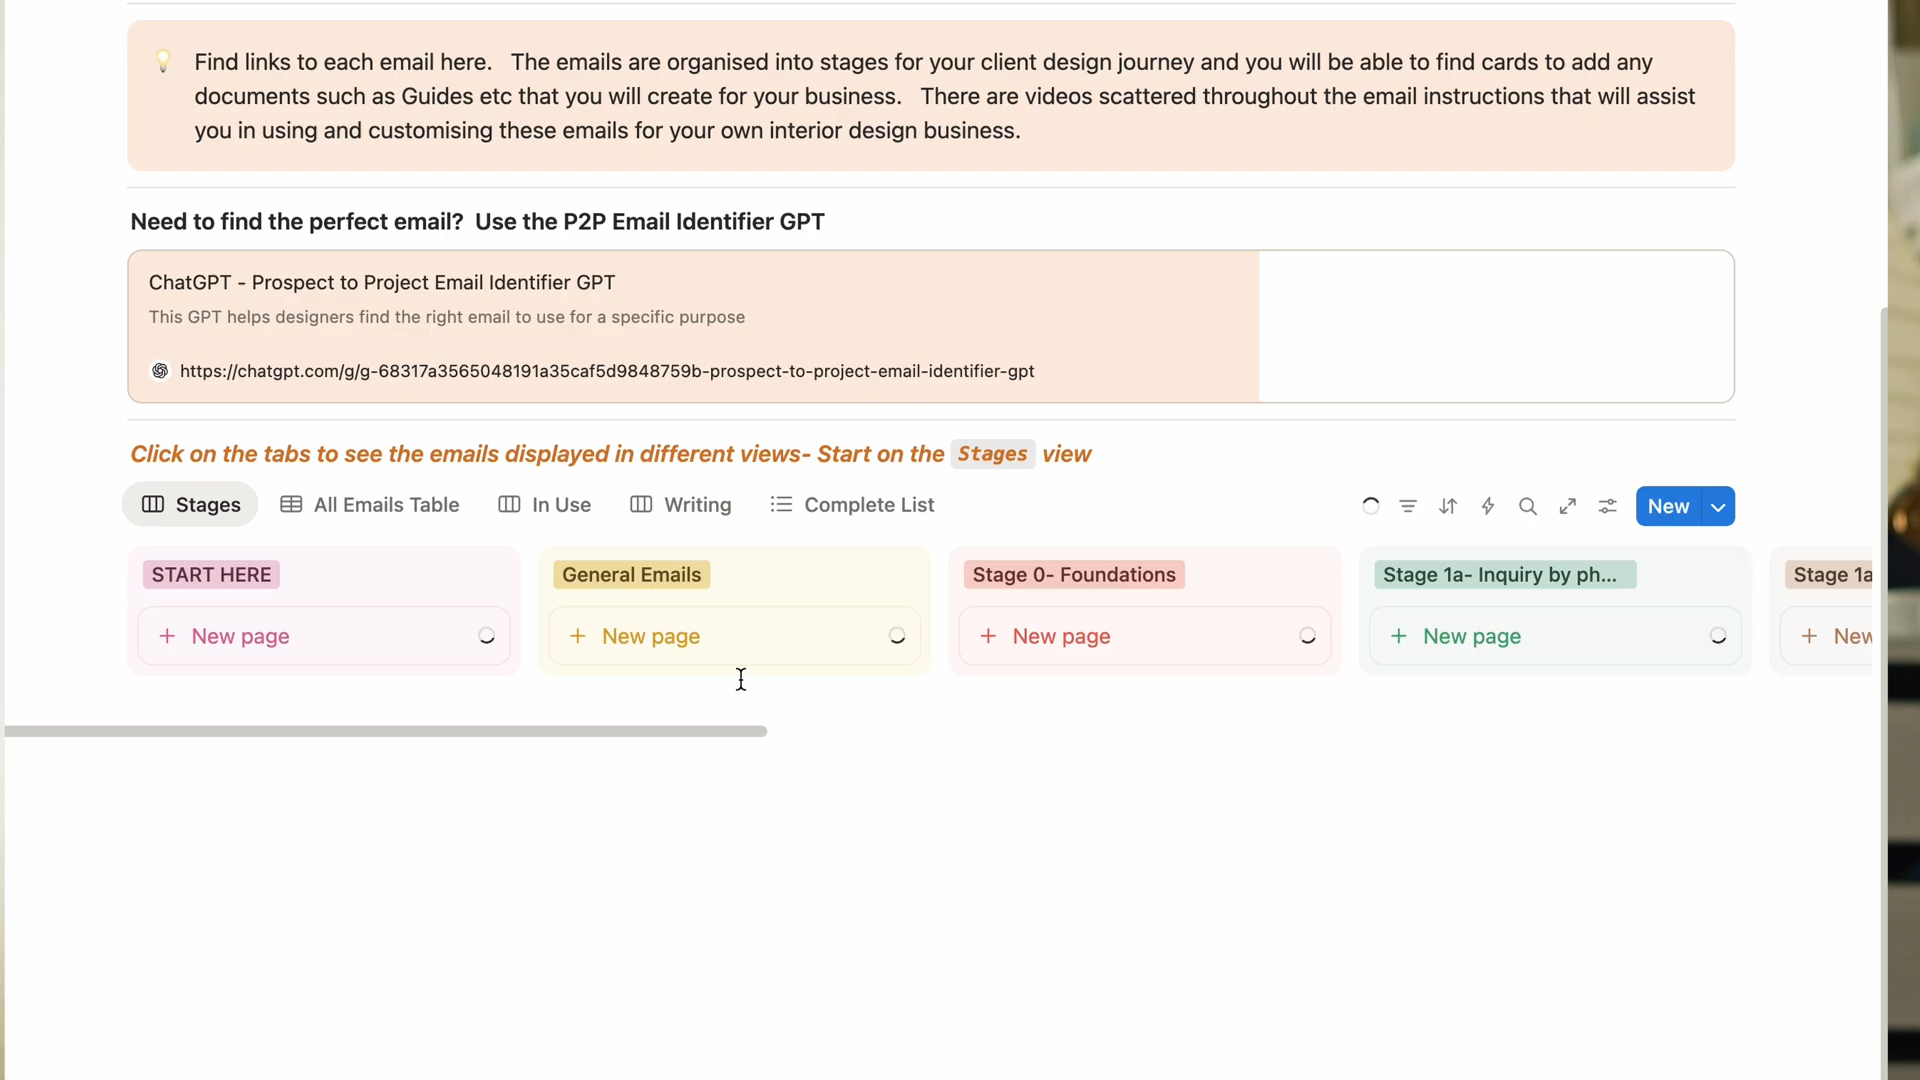 Find links to each email here.   The emails are organised into stages for your client design journey and you will be able to find cards to add any
documents such as Guides etc that you will create for your business.   There are videos scattered throughout the email instructions that will assist
you in using and customising these emails for your own interior design business.
Need to find the perfect email?  Use the P2P Email Identifier GPT
ChatGPT - Prospect to Project Email Identifier GPT
This GPT helps designers find the right email to use for a specific purpose
https://chatgpt.com/g/g-68317a3565048191a35caf5d9848759b-prospect-to-project-email-identifier-gpt
Click on the tabs to see the emails displayed in different views- Start on the Stages view
Stages All Emails Table In Use Writing Complete List New
START HERE General Emails Stage 0- Foundations Stage 1a- Inquiry by ph... Stage 1a
+ New page + New page + New page + New page + New